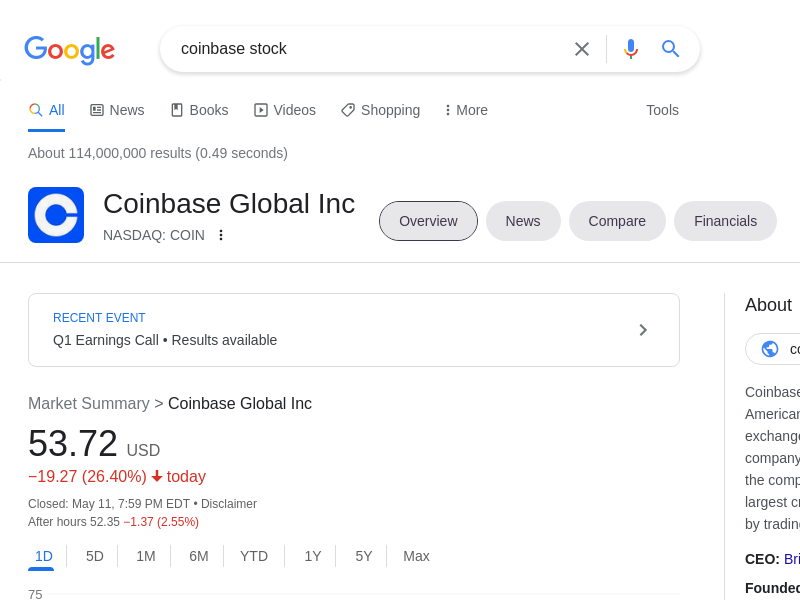 Google
coinbase stock
All News Books Videos Shopping More Tools
About 114,000,000 results (0.49 seconds)
Coinbase Global Inc
NASDAQ: COIN
Overview News Compare Financials
RECENT EVENT
Q1 Earnings Call • Results available
Market Summary > Coinbase Global Inc
53.72 USD
−19.27 (26.40%) today
Closed: May 11, 7:59 PM EDT • Disclaimer
After hours 52.35 −1.37 (2.55%)
1D 5D 1M 6M YTD 1Y 5Y Max
75
About
Coinbase
American
exchange
company
the comp
largest
by trading
CEO:
Founded